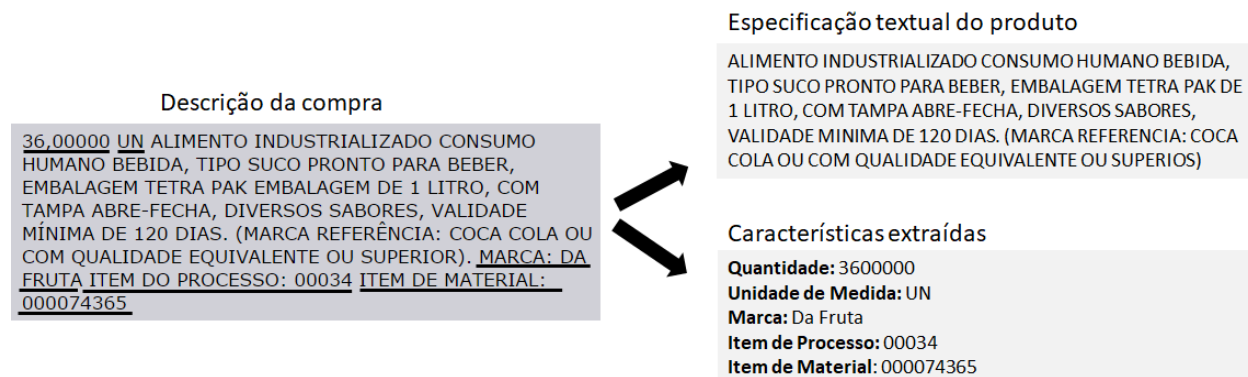 Descrição da compra
36,00000 UN ALIMENTO INDUSTRIALIZADO CONSUMO
HUMANO BEBIDA, TIPO SUCO PRONTO PARA BEBER,
EMBALAGEM TETRA PAK EMBALAGEM DE 1 LITRO, COM
TAMPA ABRE-FECHA, DIVERSOS SABORES, VALIDADE
MÍNIMA DE 120 DIAS. (MARCA REFERÊNCIA: COCA COLA OU
COM QUALIDADE EQUIVALENTE OU SUPERIOR). MARCA: DA
FRUTA ITEM DO PROCESSO: 00034 ITEM DE MATERIAL:
000074365
Especificação textual do produto
ALIMENTO INDUSTRIALIZADO CONSUMO HUMANO BEBIDA,
TIPO SUCO PRONTO PARA BEBER, EMBALAGEM TETRA PAK DE
1 LITRO, COM TAMPA ABRE-FECHA, DIVERSOS SABORES,
VALIDADE MINIMA DE 120 DIAS. (MARCA REFERENCIA: COCA
COLA OU COM QUALIDADE EQUIVALENTE OU SUPERIOS)
Características extraídas
Quantidade: 3600000
Unidade de Medida: UN
Marca: Da Fruta
Item de Processo: 00034
Item de Material: 000074365